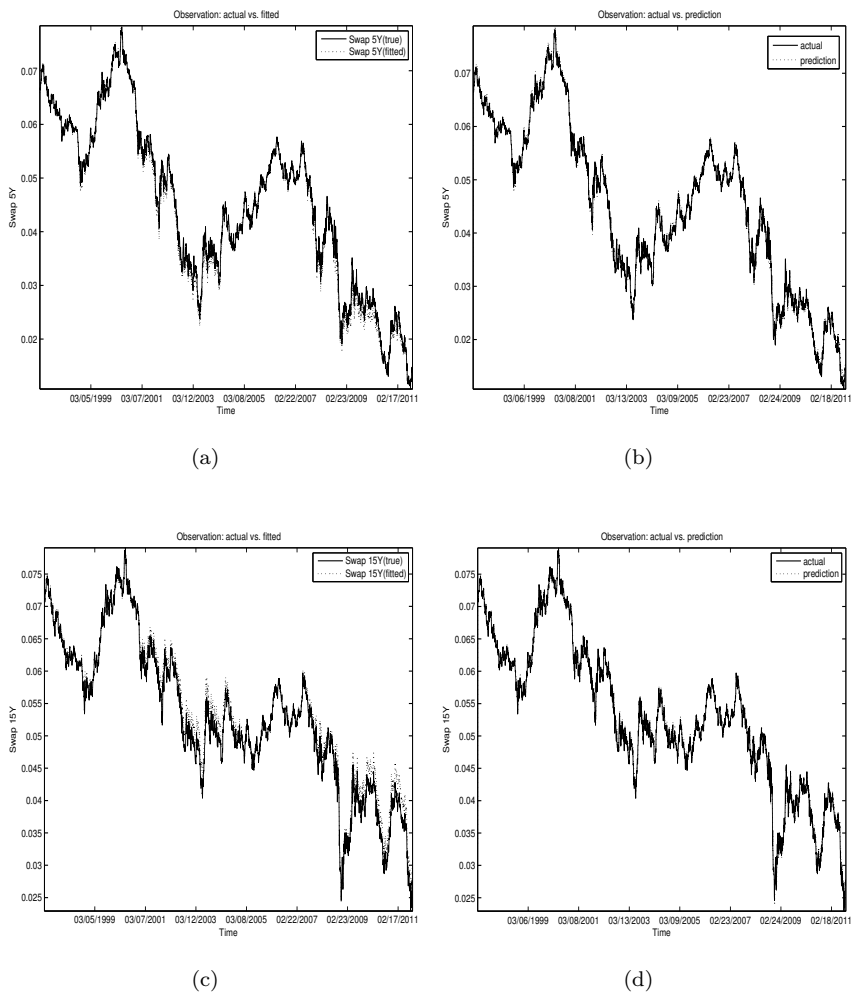 Observation: actual vs. fitted
Swap 5Y(true)
Swap 5Y(fitted)
0.07
0.06
0.05
0.04
0.03
0.02
Swap 5Y
03/05/1999 03/07/2001 03/12/2003 03/08/2005 02/22/2007 02/23/2009 02/17/2011
Time
(a)
Observation: actual vs. prediction
actual
prediction
0.07
0.06
0.05
0.04
0.03
0.02
Swap 5Y
03/06/1999 03/08/2001 03/13/2003 03/09/2005 02/23/2007 02/24/2009 02/18/2011
Time
(b)
Observation: actual vs. fitted
Swap 15Y(true)
Swap 15Y(fitted)
0.075
0.07
0.065
0.06
0.055
0.05
0.045
0.04
0.035
0.03
0.025
Swap 15Y
03/05/1999 03/07/2001 03/12/2003 03/08/2005 02/22/2007 02/23/2009 02/17/2011
Time
(c)
Observation: actual vs. prediction
actual
prediction
0.075
0.07
0.065
0.06
0.055
0.05
0.045
0.04
0.035
0.03
0.025
Swap 15Y
03/06/1999 03/08/2001 03/13/2003 03/09/2005 02/23/2007 02/24/2009 02/18/2011
Time
(d)